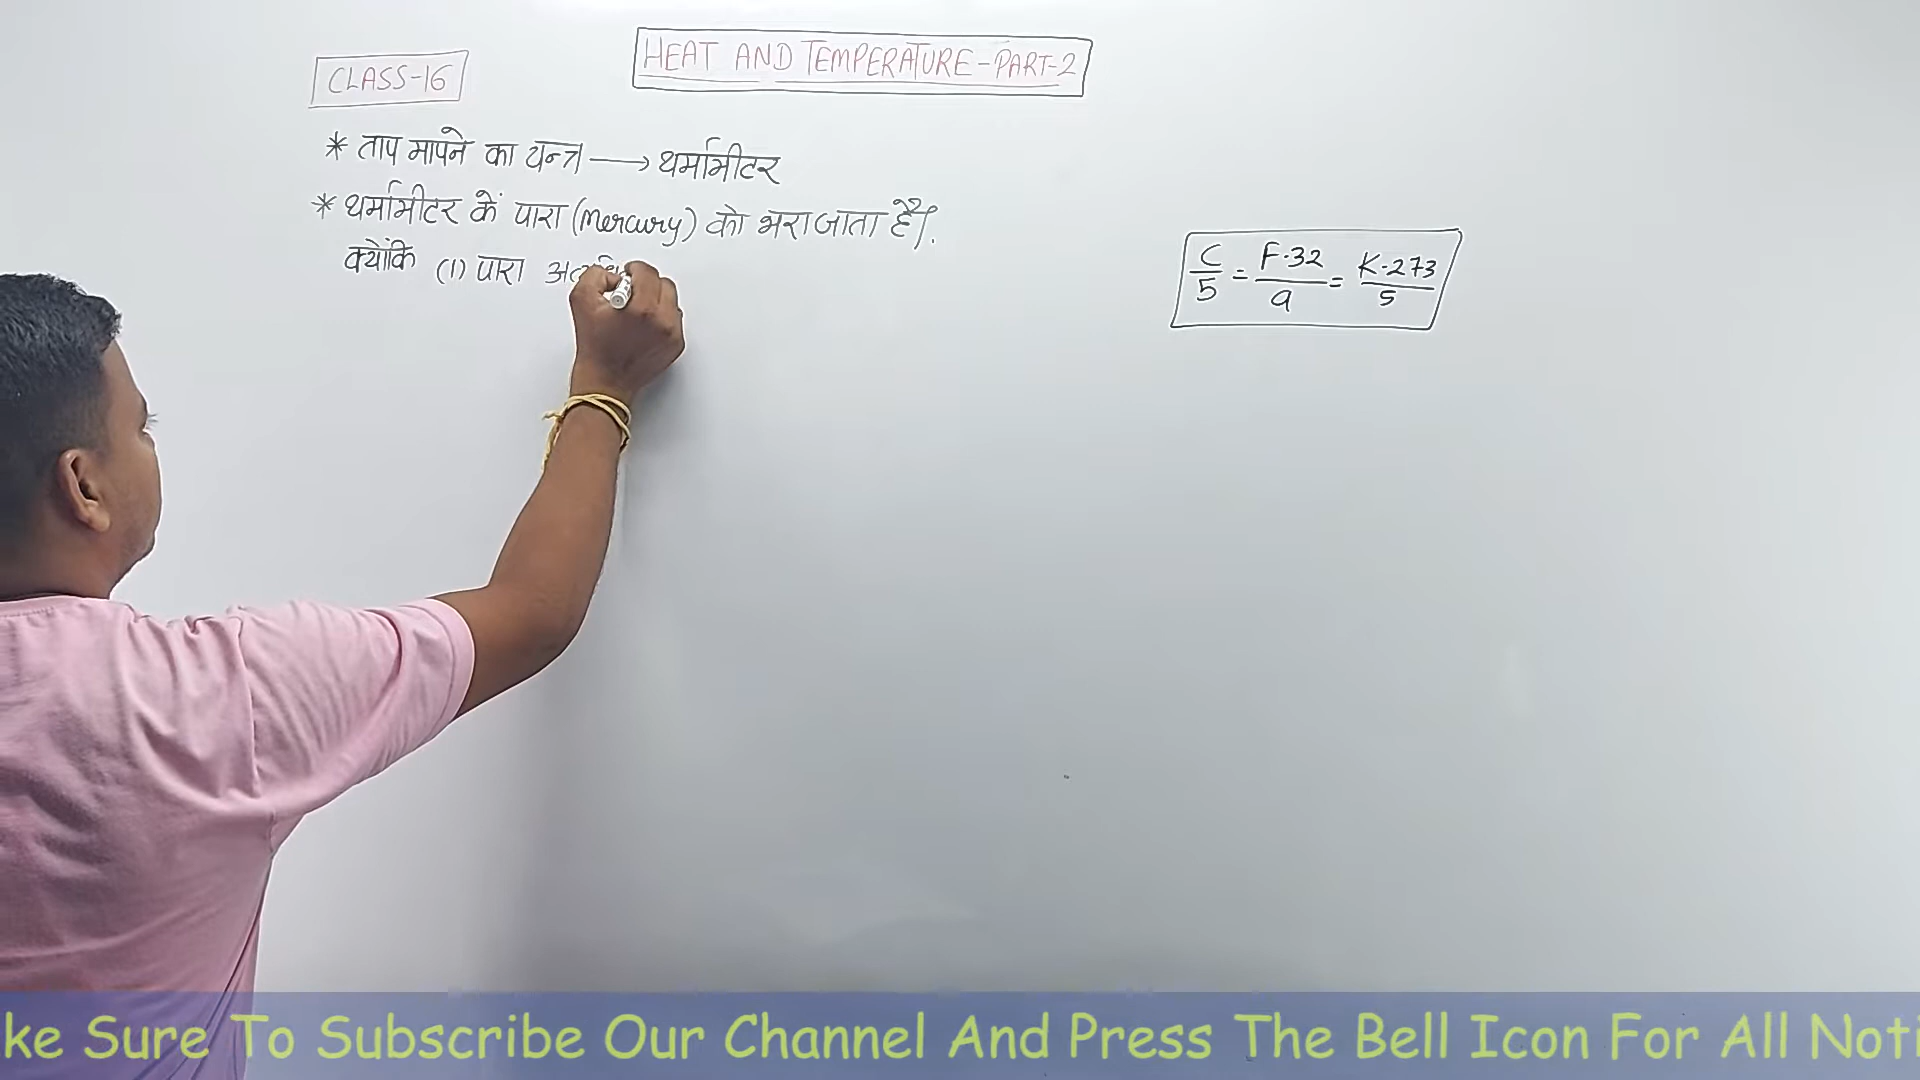 CLASS-16
HEAT AND TEMPERATURE-PART-2
* ताप मापने का यन्त्र → थर्मामीटर
* थर्मामीटर कें पारा (Mercury) को भरा जाता है।.
क्योंकि (1) पारा
C/5 = F-32/9 = K-273/5
ke Sure To Subscribe Our Channel And Press The Bell Icon For All Noti